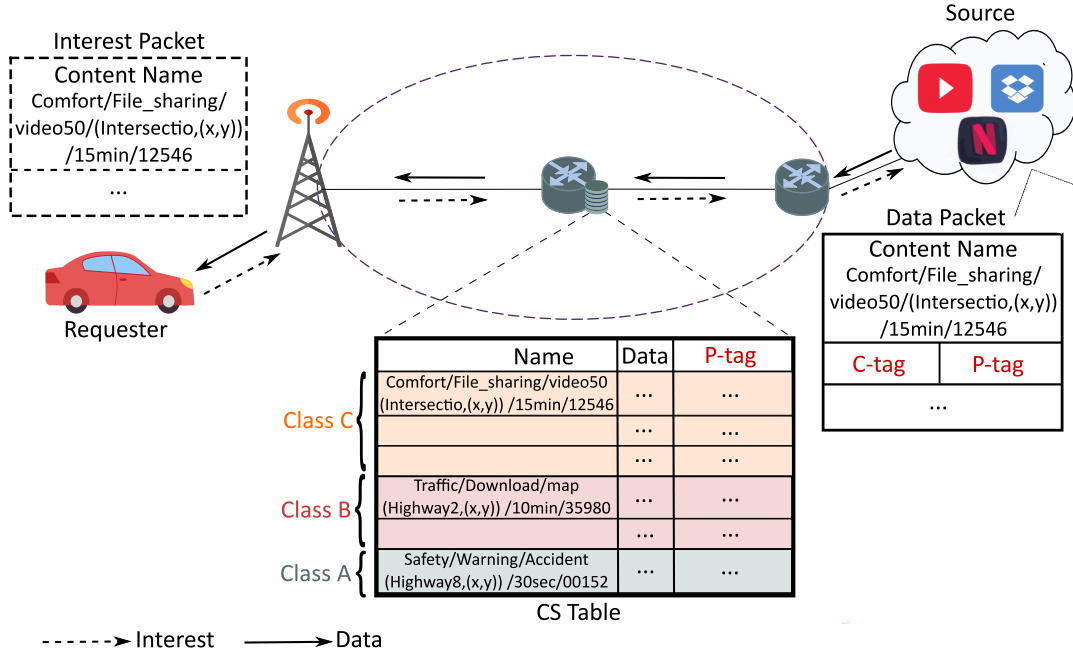 Source
Interest Packet
Content Name
Comfort/File_sharing/
video50/(Intersectio,(x,y))
/15min/12546
...
N
Requester
Data Packet
Content Name
Comfort/File_sharing/
video50/(Intersectio,(x,y))
/15min/12546
C-tag P-tag
...
Name Data P-tag
Class C
Comfort/File_sharing/video50
(Intersectio,(x,y)) /15min/12546 ... ...
... ...
... ...
Class B
Traffic/Download/map
(Highway2,(x,y)) /10min/35980 ... ...
... ...
Class A
Safety/Warning/Accident
(Highway8,(x,y)) /30sec/00152 ... ...
CS Table
Interest Data